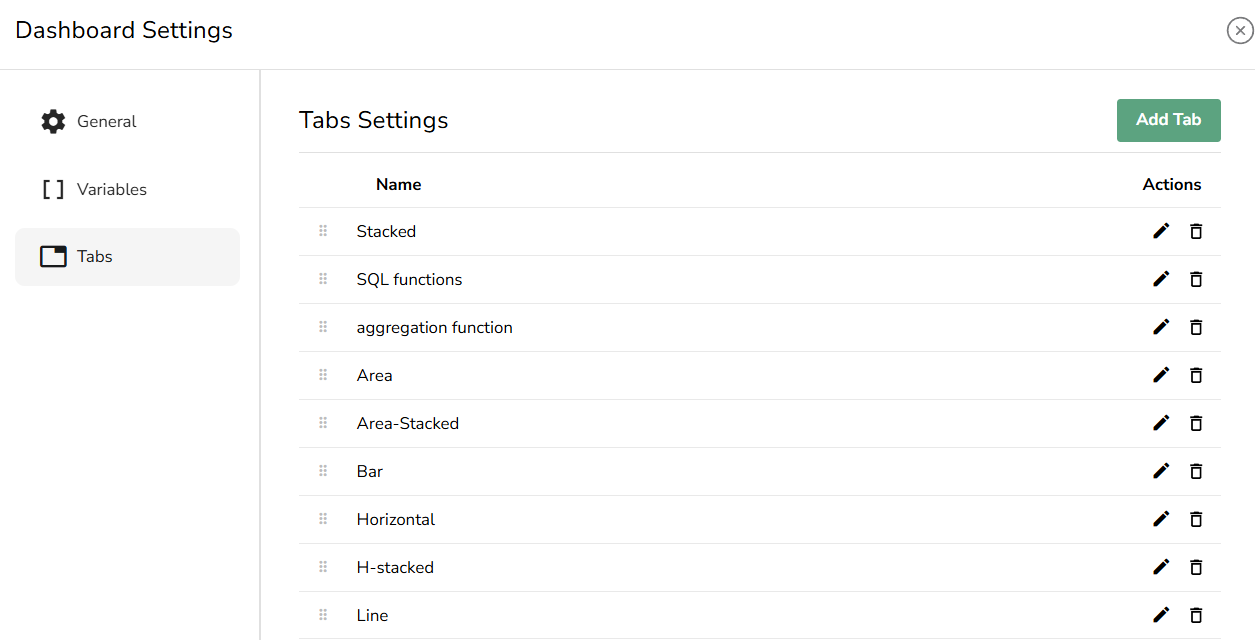 Dashboard Settings
General
Variables
Tabs
Tabs Settings
Add Tab
Name
Actions
Stacked
SQL functions
aggregation function
Area
Area-Stacked
Bar
Horizontal
H-stacked
Line